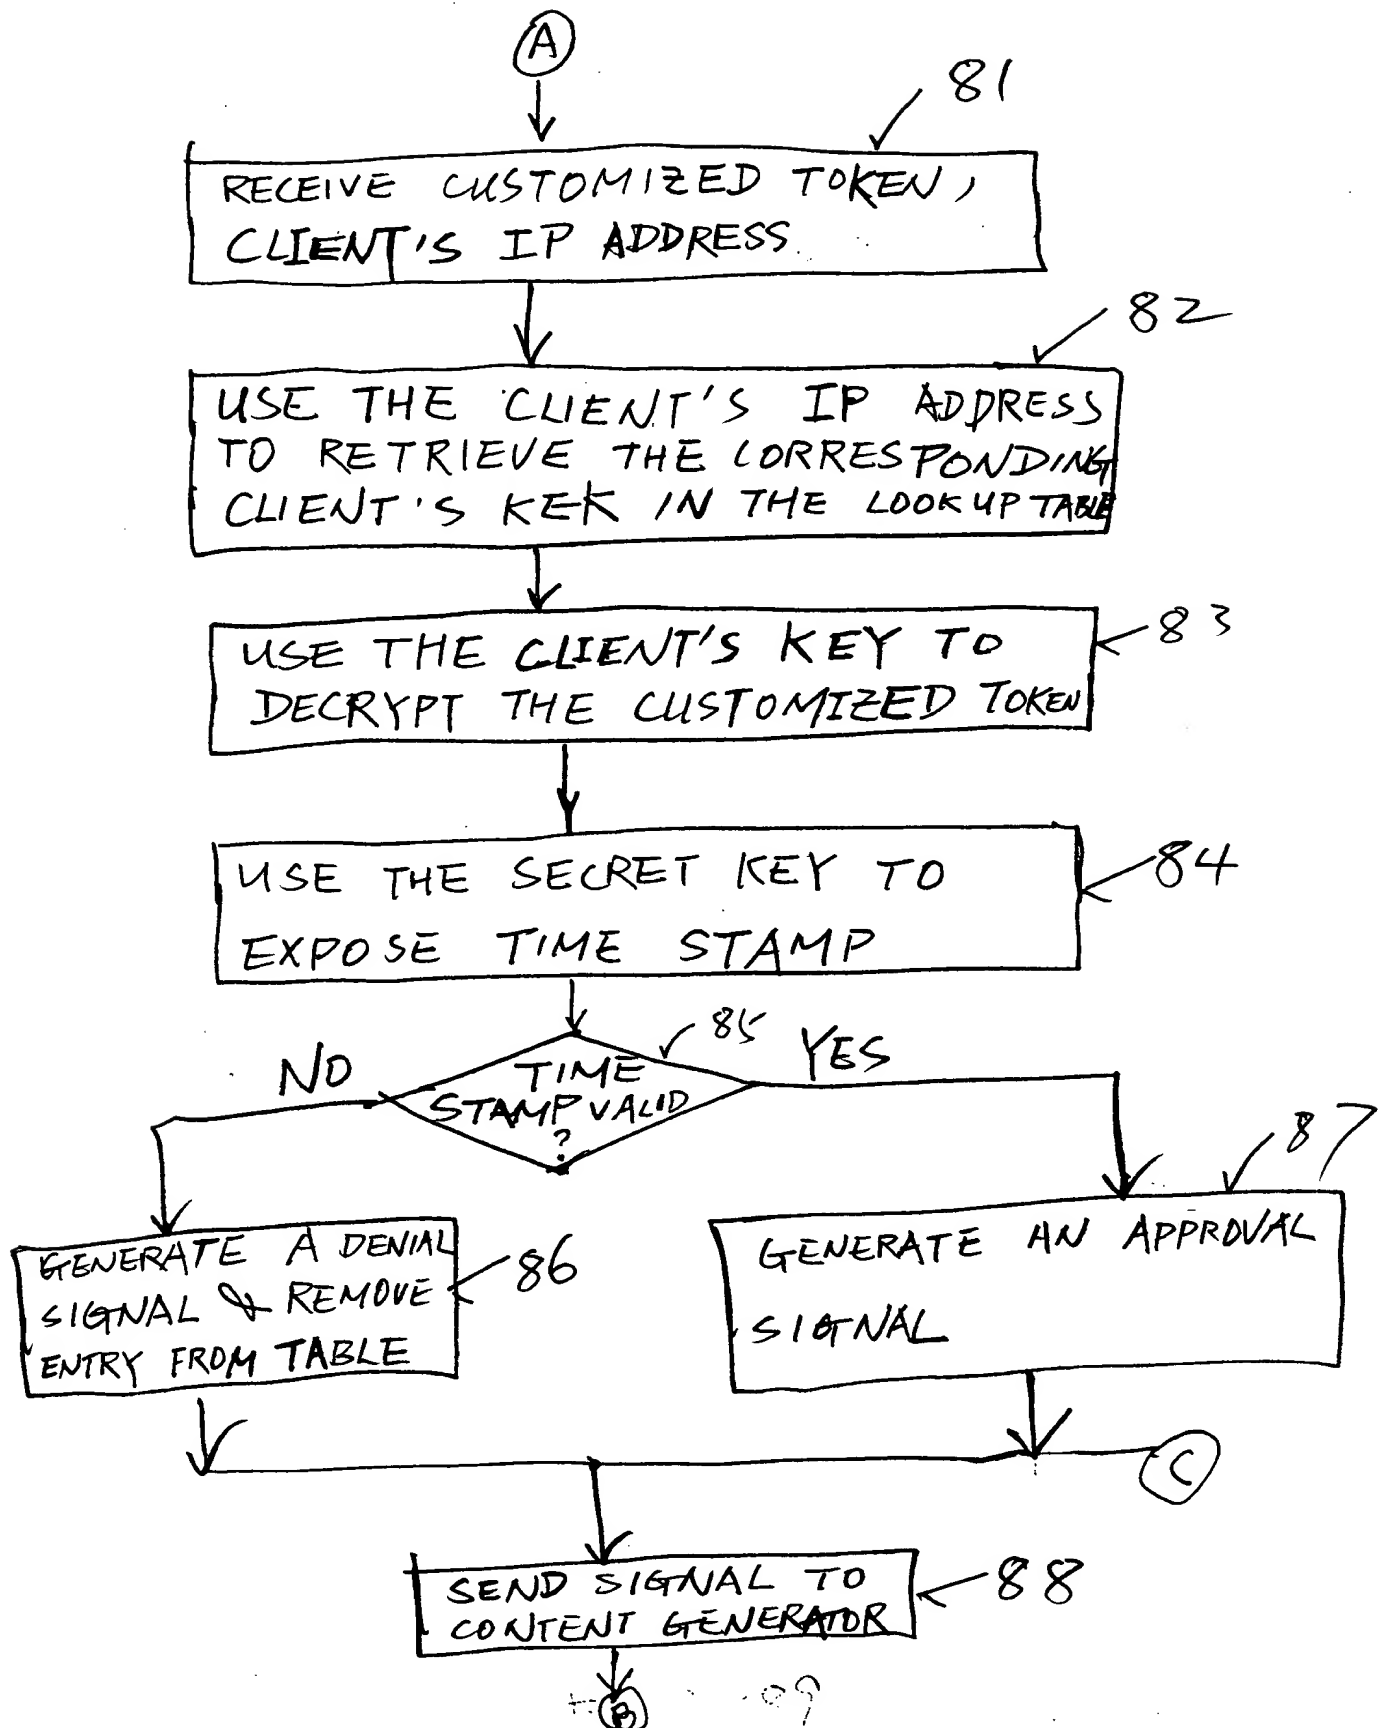 A
81
RECEIVE CUSTOMIZED TOKEN,
CLIENT'S IP ADDRESS
82
USE THE CLIENT'S IP ADDRESS
TO RETRIEVE THE CORRESPONDING
CLIENT'S KEK IN THE LOOKUP TABLE
83
USE THE CLIENT'S KEY TO
DECRYPT THE CUSTOMIZED TOKEN
84
USE THE SECRET KEY TO
EXPOSE TIME STAMP
85
NO
YES
TIME
STAMP VALID
?
87
GENERATE A DENIAL
SIGNAL & REMOVE
ENTRY FROM TABLE
86
GENERATE AN APPROVAL
SIGNAL
C
SEND SIGNAL TO
CONTENT GENERATOR
88
B